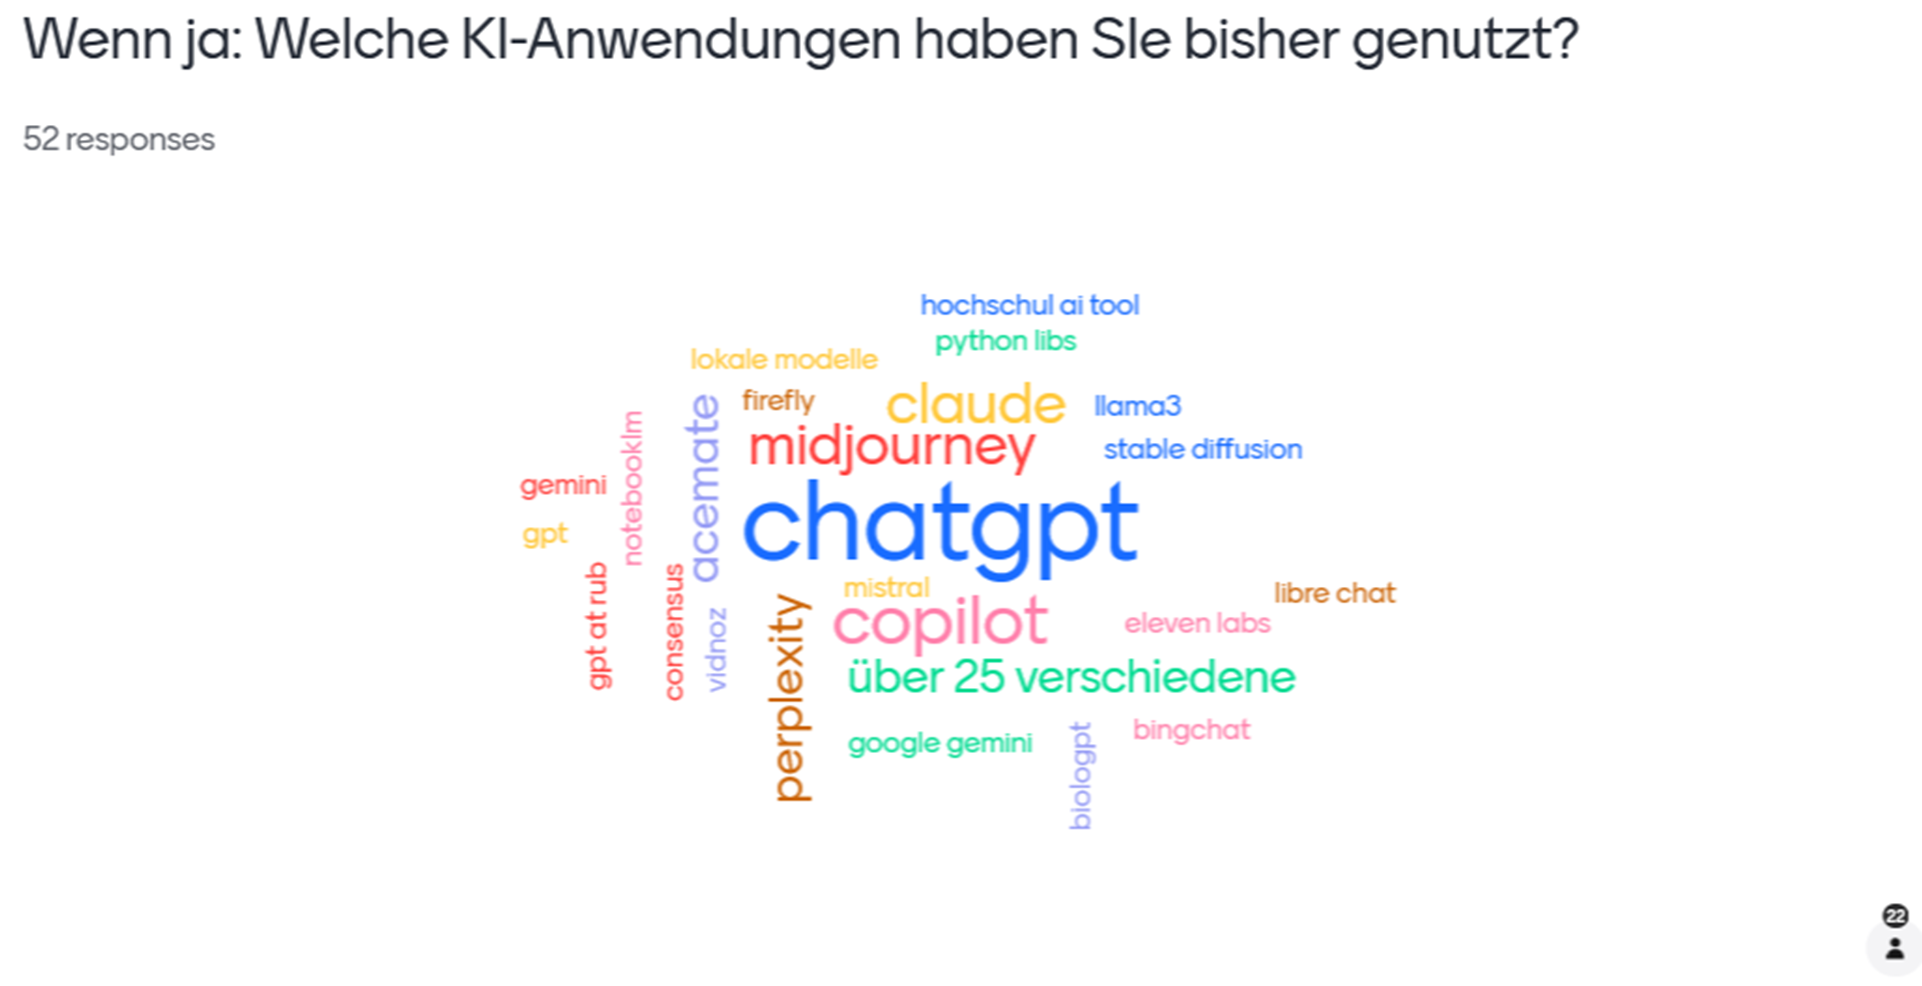 Wenn ja: Welche KI-Anwendungen haben SIe bisher genutzt?
52 responses
hochschul ai tool
python libs
lokale modelle
firefly
claude
llama3
midjourney
stable diffusion
acemate
notebooklm
gemini
chatgpt
gpt
mistral
libre chat
gpt at rub
consensus
vidnoz
perplexity
copilot
eleven labs
über 25 verschiedene
google gemini
biologpt
bingchat
22